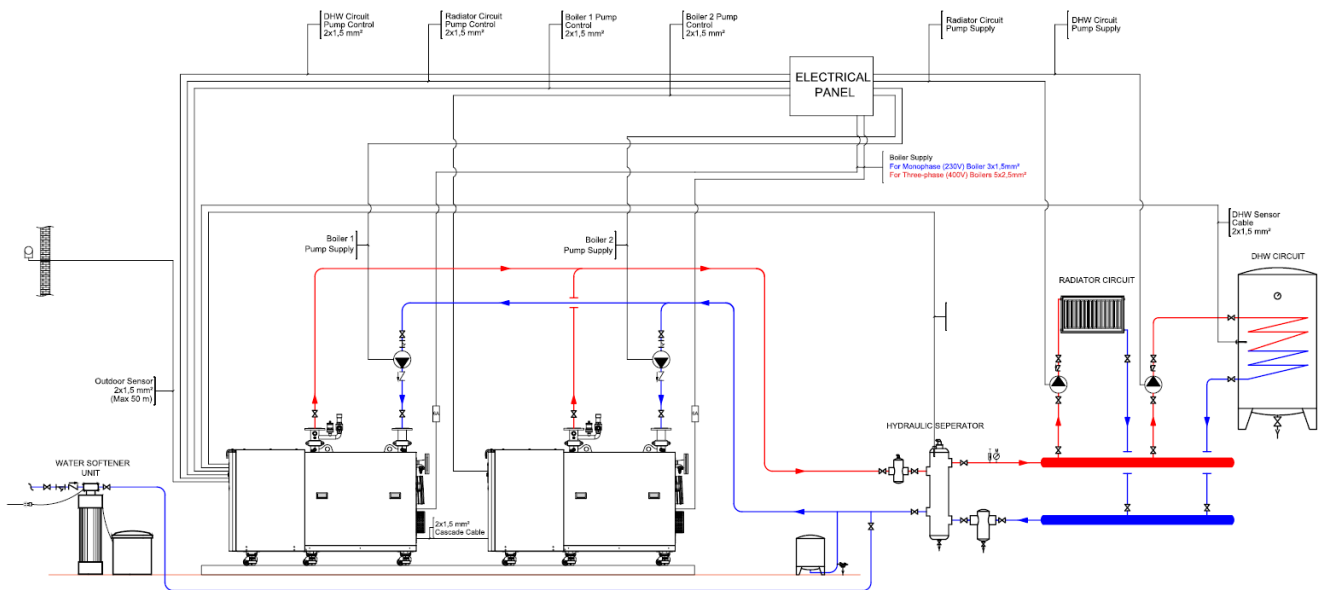 DHW Circuit
Pump Control
2x1,5 mm²
Radiator Circuit
Pump Control
2x1,5 mm²
Boiler 1 Pump
Control
2x1,5 mm²
Boiler 2 Pump
Control
2x1,5 mm²
Radiator Circuit
Pump Supply
DHW Circuit
Pump Supply
ELECTRICAL
PANEL
Boiler Supply
For Monophase (230V) Boiler 3x1,5mm²
For Three-phase (400V) Boilers 5x2,5mm²
DHW Sensor
Cable
2x1,5 mm²
Boiler 1
Pump Supply
Boiler 2
Pump Supply
DHW CIRCUIT
RADIATOR CIRCUIT
Outdoor Sensor
2x1,5 mm²
(Max 50 m)
6A
6A
HYDRAULIC SEPERATOR
WATER SOFTENER
UNIT
2x1,5 mm²
Cascade Cable